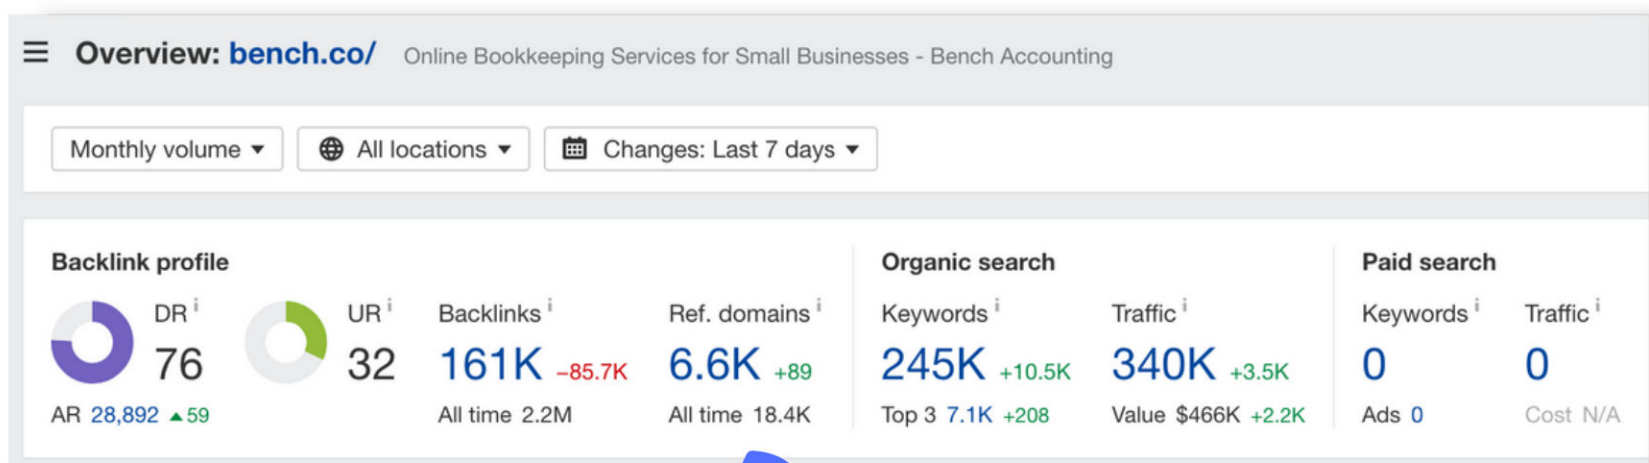 Overview: bench.co/ Online Bookkeeping Services for Small Businesses - Bench Accounting
Monthly volume All locations Changes: Last 7 days
Backlink profile
DR i UR i Backlinks i Ref. domains i
76 32 161K -85.7K 6.6K +89
AR 28,892 ▲59 All time 2.2M All time 18.4K
Organic search
Keywords i Traffic i
245K +10.5K 340K +3.5K
Top 3 7.1K +208 Value $466K +2.2K
Paid search
Keywords i Traffic i
0 0
Ads 0 Cost N/A